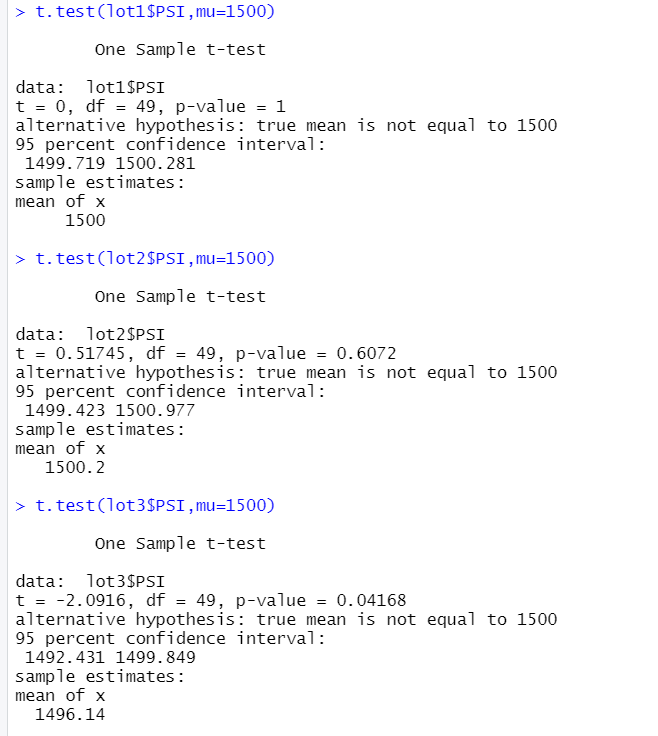 > t.test(lot1$PSI,mu=1500)
One Sample t-test
data:  lot1$PSI
t = 0, df = 49, p-value = 1
alternative hypothesis: true mean is not equal to 1500
95 percent confidence interval:
1499.719 1500.281
sample estimates:
mean of x
1500
> t.test(lot2$PSI,mu=1500)
One Sample t-test
data:  lot2$PSI
t = 0.51745, df = 49, p-value = 0.6072
alternative hypothesis: true mean is not equal to 1500
95 percent confidence interval:
1499.423 1500.977
sample estimates:
mean of x
1500.2
> t.test(lot3$PSI,mu=1500)
One Sample t-test
data:  lot3$PSI
t = -2.0916, df = 49, p-value = 0.04168
alternative hypothesis: true mean is not equal to 1500
95 percent confidence interval:
1492.431 1499.849
sample estimates:
mean of x
1496.14